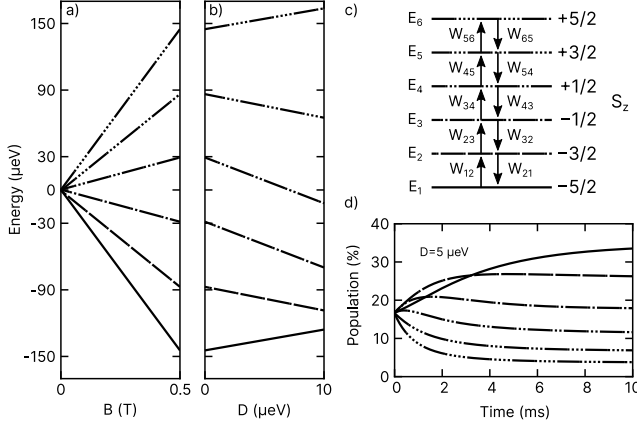 a)
b)
c)
d)
Energy (µeV)
150
90
30
0
-30
-90
-150
0
0.5
B (T)
0
10
D (µeV)
E₆
E₅
E₄
E₃
E₂
E₁
W₅₆
W₆₅
W₄₅
W₅₄
W₃₄
W₄₃
W₂₃
W₃₂
W₁₂
W₂₁
+5/2
+3/2
+1/2
−1/2
−3/2
−5/2
S_z
Population (%)
40
30
20
10
0
D=5 µeV
0
2
4
6
8
10
Time (ms)